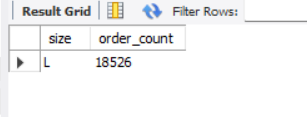 Result Grid Filter Rows:
size order_count
L 18526